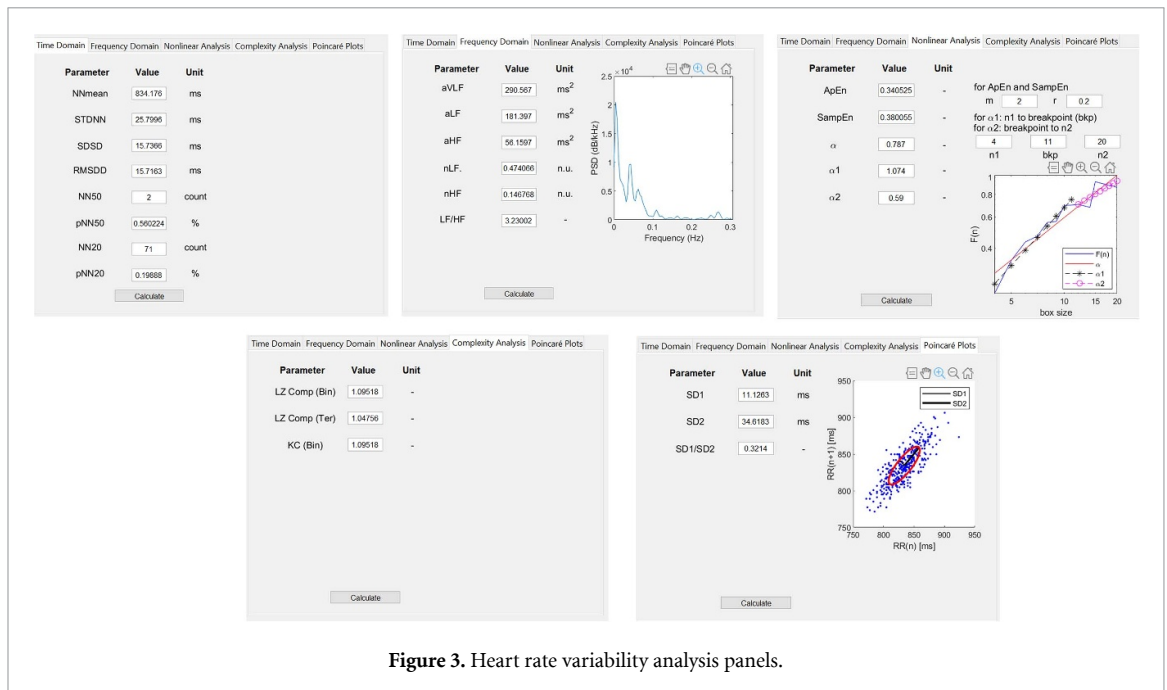 Time Domain Frequency Domain Nonlinear Analysis Complexity Analysis Poincaré Plots
Parameter Value Unit
NNmean 834.176 ms
STDNN 25.7996 ms
SDSD 15.7366 ms
RMSDD 15.7163 ms
NN50 2 count
pNN50 0.560224 %
NN20 71 count
pNN20 0.19888 %
Calculate
Time Domain Frequency Domain Nonlinear Analysis Complexity Analysis Poincaré Plots
Parameter Value Unit
aVLF 290.567 ms²
aLF 181.397 ms²
aHF 56.1597 ms²
nLF. 0.474066 n.u.
nHF 0.146768 n.u.
LF/HF 3.23002 -
×10⁴
2.5
2
1.5
1
0.5
0
PSD (dB/kHz)
0 0.1 0.2 0.3
Frequency (Hz)
Calculate
Time Domain Frequency Domain Nonlinear Analysis Complexity Analysis Poincaré Plots
Parameter Value Unit
ApEn 0.340525 -
SampEn 0.380055 -
α 0.787 -
α1 1.074 -
α2 0.59 -
for ApEn and SampEn
m 2 r 0.2
for α1: n1 to breakpoint (bkp)
for α2: breakpoint to n2
4 11 20
n1 bkp n2
1
0.8
0.6
0.4
F(n)
F(n)
α
α1
α2
5 10 15 20
box size
Calculate
Time Domain Frequency Domain Nonlinear Analysis Complexity Analysis Poincaré Plots
Parameter Value Unit
LZ Comp (Bin) 1.09518 -
LZ Comp (Ter) 1.04756 -
KC (Bin) 1.09518 -
Calculate
Time Domain Frequency Domain Nonlinear Analysis Complexity Analysis Poincaré Plots
Parameter Value Unit
SD1 11.1263 ms
SD2 34.6183 ms
SD1/SD2 0.3214 -
950
900
850
800
750
RR(n+1) [ms]
SD1
SD2
750 800 850 900 950
RR(n) [ms]
Calculate
Figure 3. Heart rate variability analysis panels.